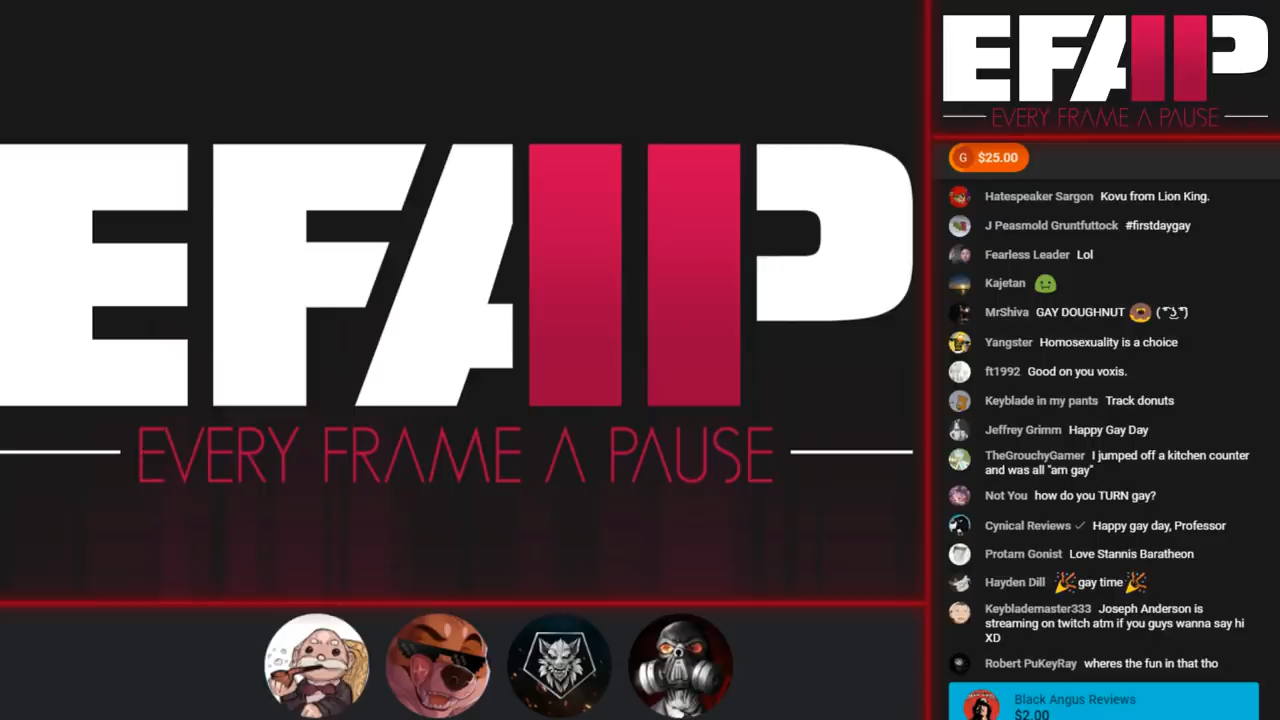 EFAP
EVERY FRAME A PAUSE
EFAP
EVERY FRAME A PAUSE
G $25.00
Hatespeaker Sargon Kovu from Lion King.
J Peasmold Gruntfuttock #firstdaygay
Fearless Leader Lol
Kajetan
MrShiva GAY DOUGHNUT 🍩 ( ͡° ͜ʖ ͡°)
Yangster Homosexuality is a choice
ft1992 Good on you voxis.
Keyblade in my pants Track donuts
Jeffrey Grimm Happy Gay Day
TheGrouchyGamer I jumped off a kitchen counter
and was all "am gay"
Not You how do you TURN gay?
Cynical Reviews ✓ Happy gay day, Professor
Protam Gonist Love Stannis Baratheon
Hayden Dill 🎉gay time🎉
Keyblademaster333 Joseph Anderson is
streaming on twitch atm if you guys wanna say hi
XD
Robert PuKeyRay wheres the fun in that tho
Black Angus Reviews
$2.00